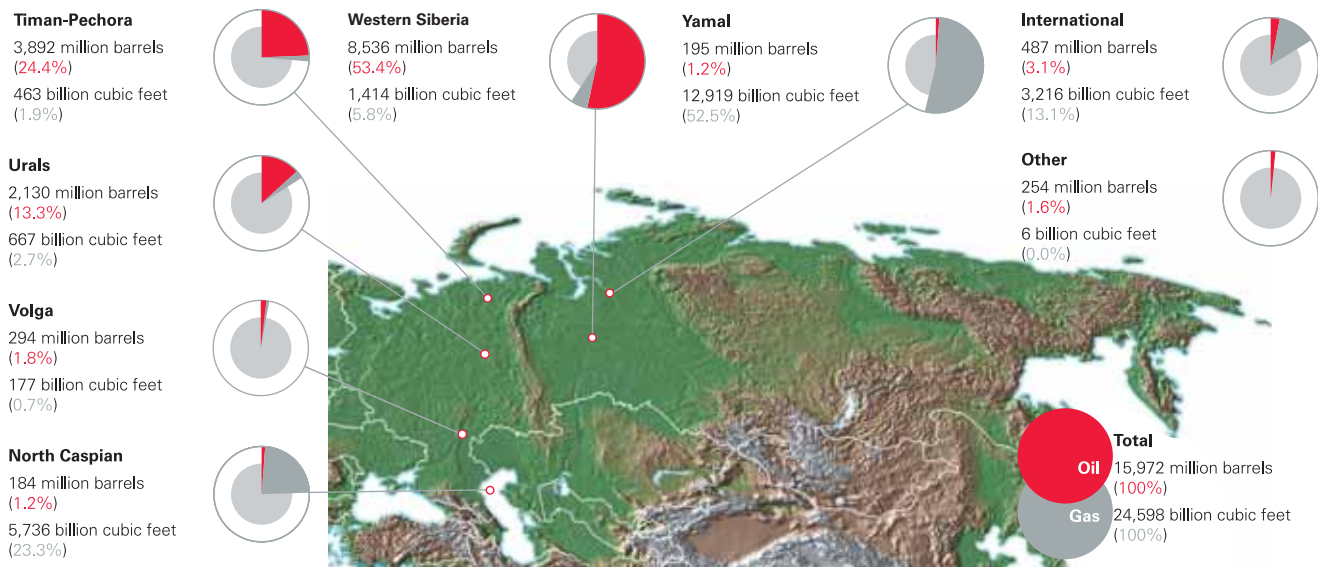 Timan-Pechora
3,892 million barrels
(24.4%)
463 billion cubic feet
(1.9%)
Western Siberia
8,536 million barrels
(53.4%)
1,414 billion cubic feet
(5.8%)
Yamal
195 million barrels
(1.2%)
12,919 billion cubic feet
(52.5%)
International
487 million barrels
(3.1%)
3,216 billion cubic feet
(13.1%)
Urals
2,130 million barrels
(13.3%)
667 billion cubic feet
(2.7%)
Other
254 million barrels
(1.6%)
6 billion cubic feet
(0.0%)
Volga
294 million barrels
(1.8%)
177 billion cubic feet
(0.7%)
North Caspian
184 million barrels
(1.2%)
5,736 billion cubic feet
(23.3%)
Total
Oil 15,972 million barrels
(100%)
Gas 24,598 billion cubic feet
(100%)